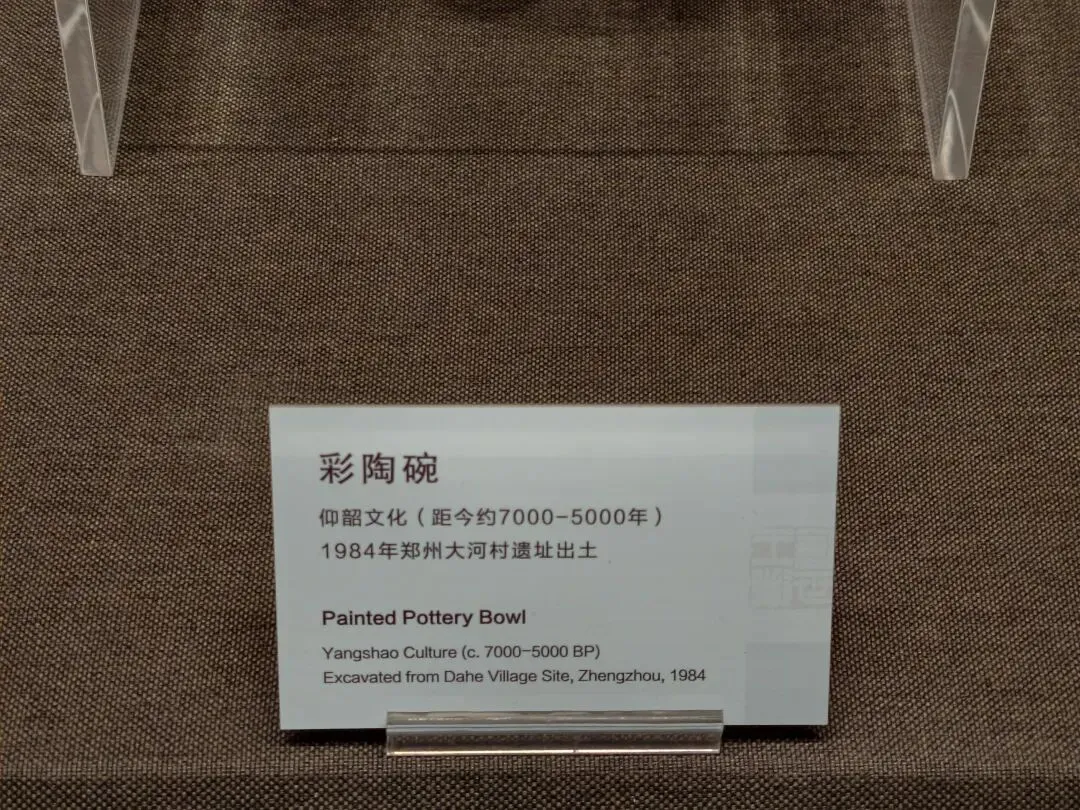 彩陶碗
仰韶文化（距今约7000-5000年）
1984年郑州大河村遗址出土
Painted Pottery Bowl
Yangshao Culture (c. 7000-5000 BP)
Excavated from Dahe Village Site, Zhengzhou, 1984